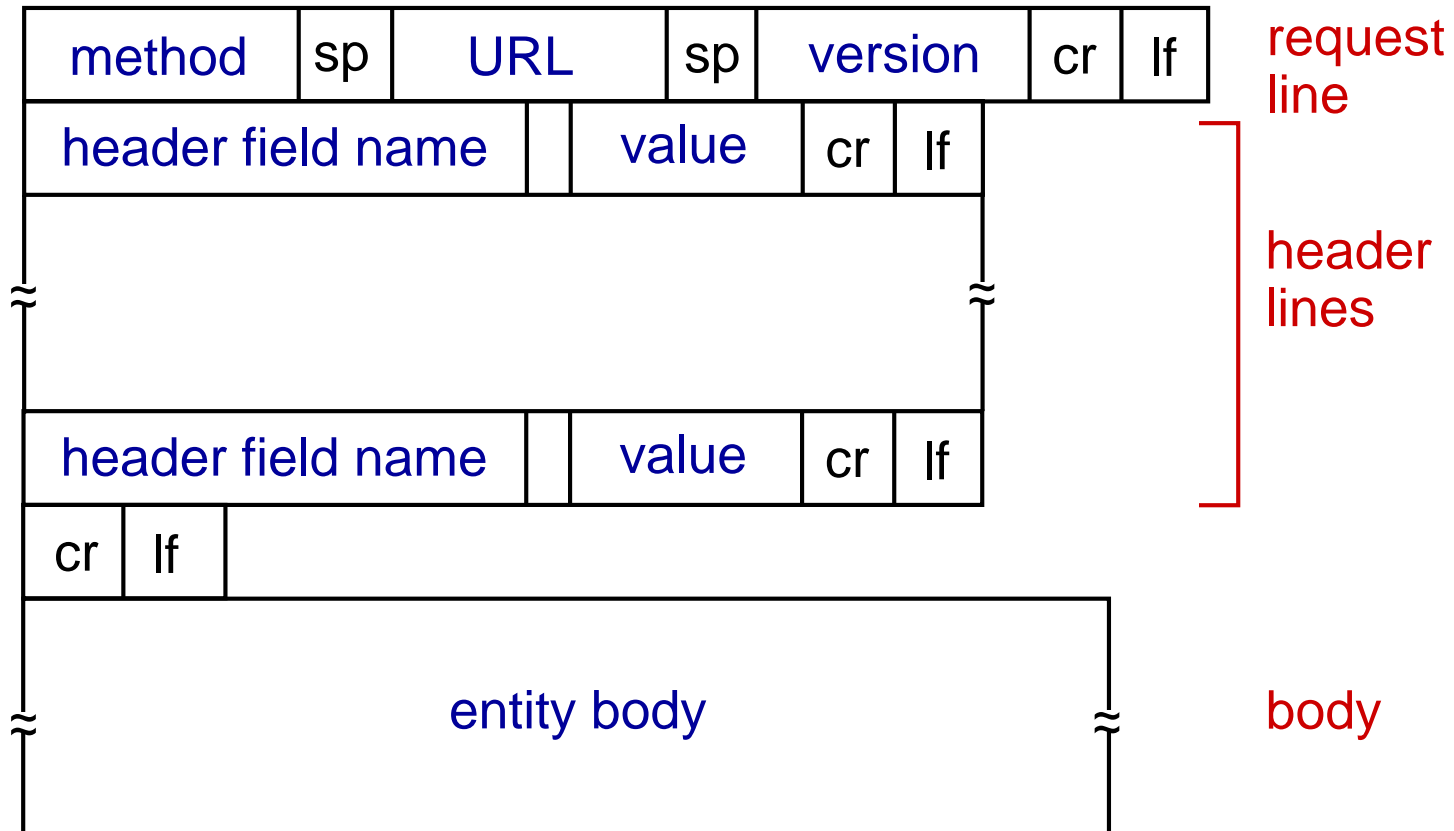 method sp URL sp version cr lf request
line
header field name value cr lf
header
lines
header field name value cr lf
cr lf
entity body body